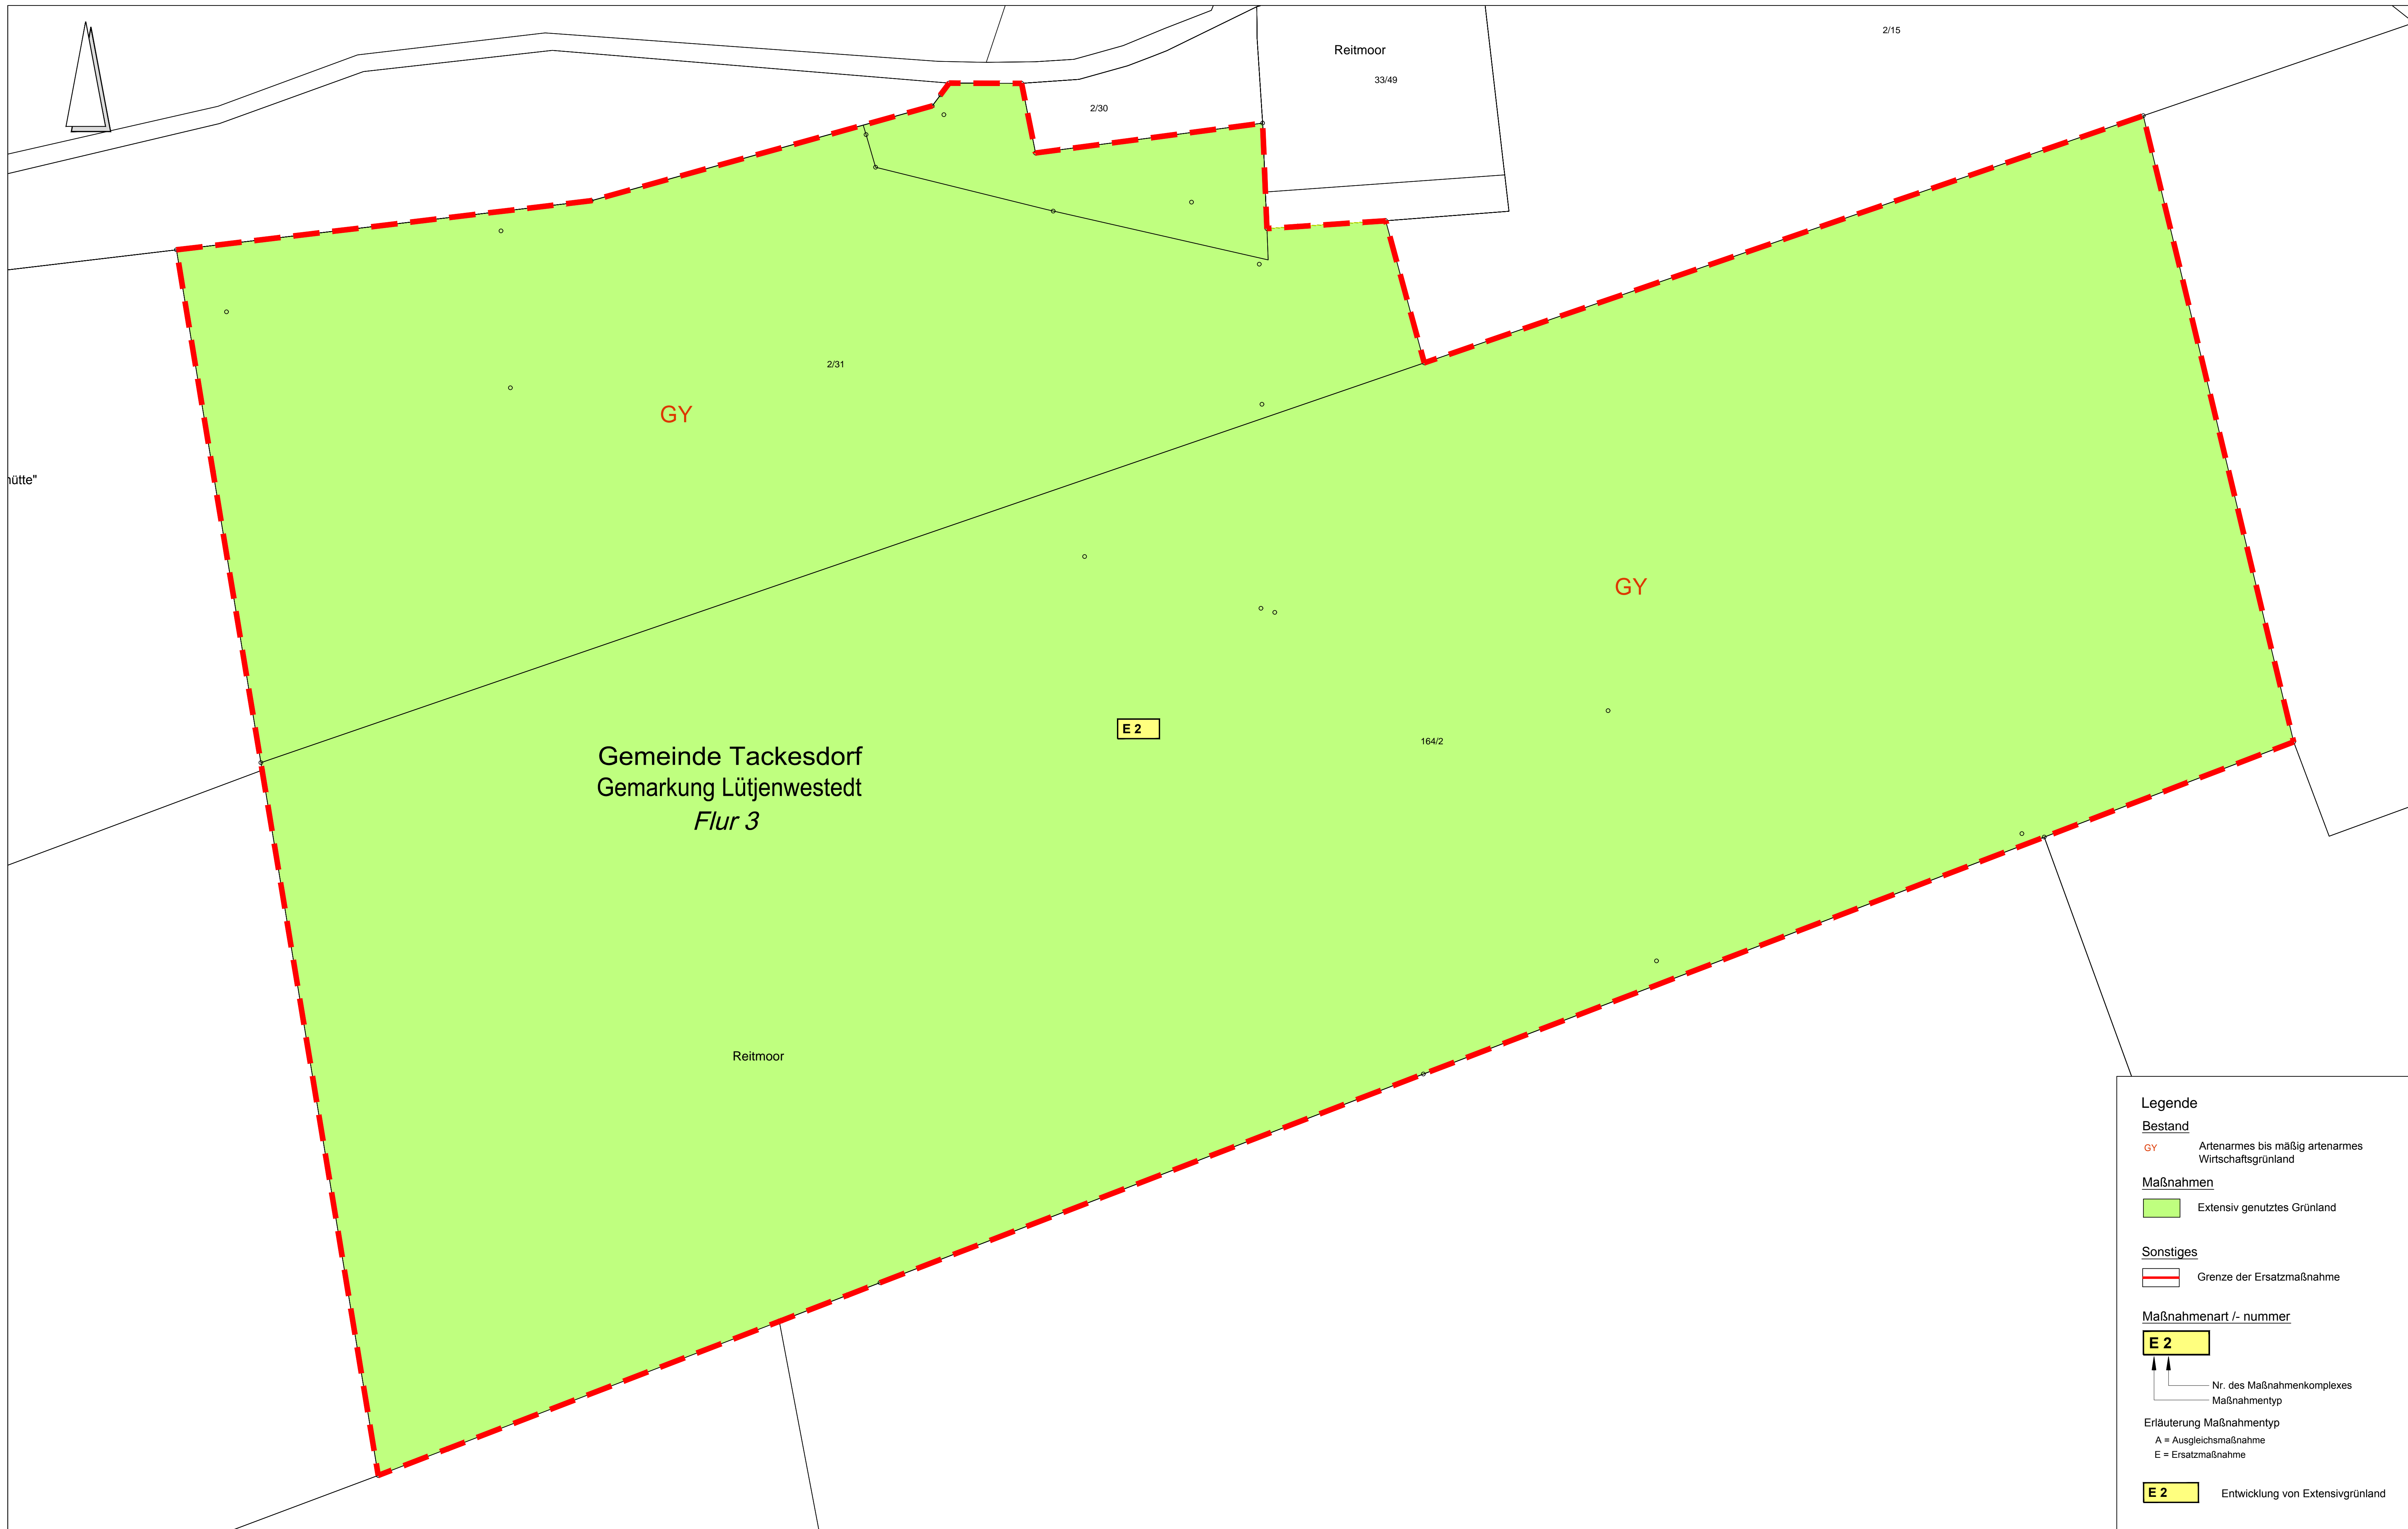 2/15
Reitmoor
33/49
2/30
2/31
GY
hütte"
GY
E 2
164/2
Gemeinde Tackesdorf
Gemarkung Lütjenwestedt
Flur 3
Reitmoor
Legende
Bestand
GY Artenarmes bis mäßig artenarmes
Wirtschaftsgrünland
Maßnahmen
Extensiv genutztes Grünland
Sonstiges
Grenze der Ersatzmaßnahme
Maßnahmenart /- nummer
E 2
Nr. des Maßnahmenkomplexes
Maßnahmentyp
Erläuterung Maßnahmentyp
A = Ausgleichsmaßnahme
E = Ersatzmaßnahme
E 2 Entwicklung von Extensivgrünland